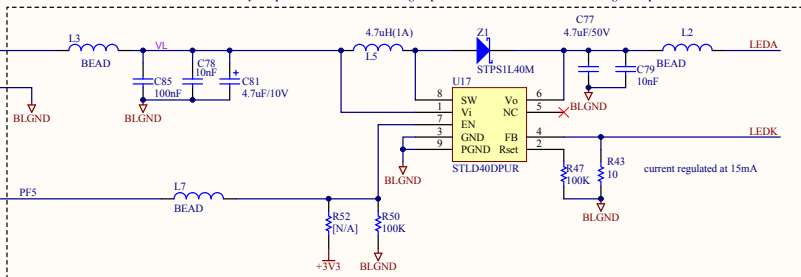 C77
4.7uF/50V
L3
BEAD
VL
4.7uH(1A)
L5
Z1
STPS1L40M
L2
BEAD
LEDA
C85
100nF
C78
10nF
C81
4.7uF/10V
C79
10nF
BLGND
BLGND
BLGND
U17
8 SW Vo 6
1 Vi NC 5
7 EN
3 GND FB 4
9 PGND Rset 2
STLD40DPUR
LEDK
BLGND
R47
100K
R43
10
current regulated at 15mA
BLGND
PF5
L7
BEAD
R52
[N/A]
+3V3
R50
100K
BLGND